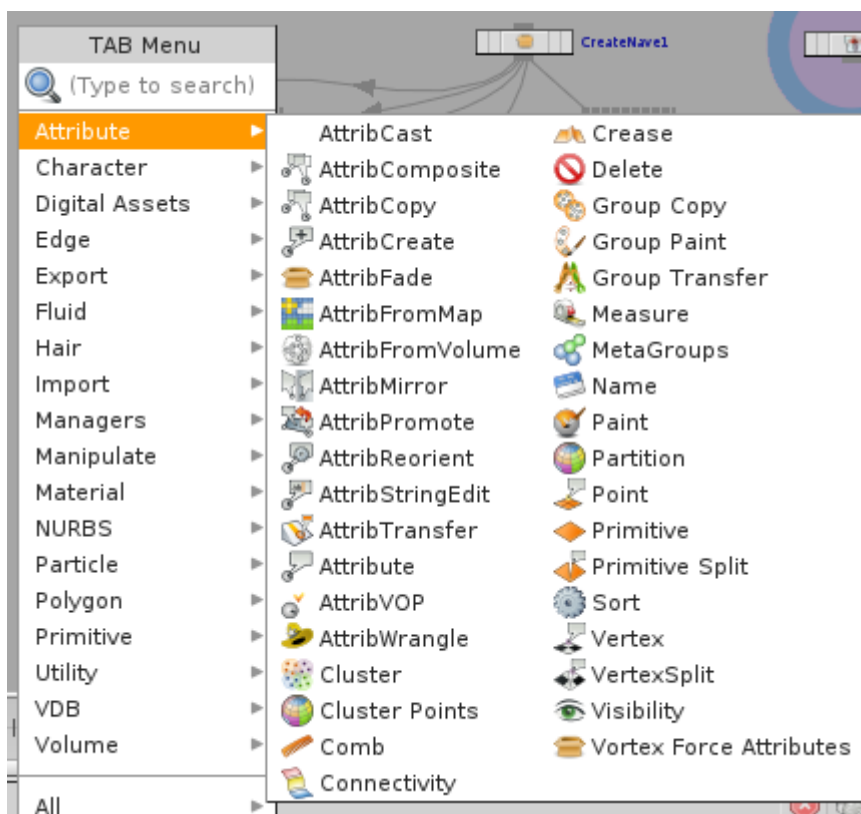 TAB Menu
(Type to search)
Attribute
Character
Digital Assets
Edge
Export
Fluid
Hair
Import
Managers
Manipulate
Material
NURBS
Particle
Polygon
Primitive
Utility
VDB
Volume
All
CreateNave1
AttribCast
AttribComposite
AttribCopy
AttribCreate
AttribFade
AttribFromMap
AttribFromVolume
AttribMirror
AttribPromote
AttribReorient
AttribStringEdit
AttribTransfer
Attribute
AttribVOP
AttribWrangle
Cluster
Cluster Points
Comb
Connectivity
Crease
Delete
Group Copy
Group Paint
Group Transfer
Measure
MetaGroups
Name
Paint
Partition
Point
Primitive
Primitive Split
Sort
Vertex
VertexSplit
Visibility
Vortex Force Attributes